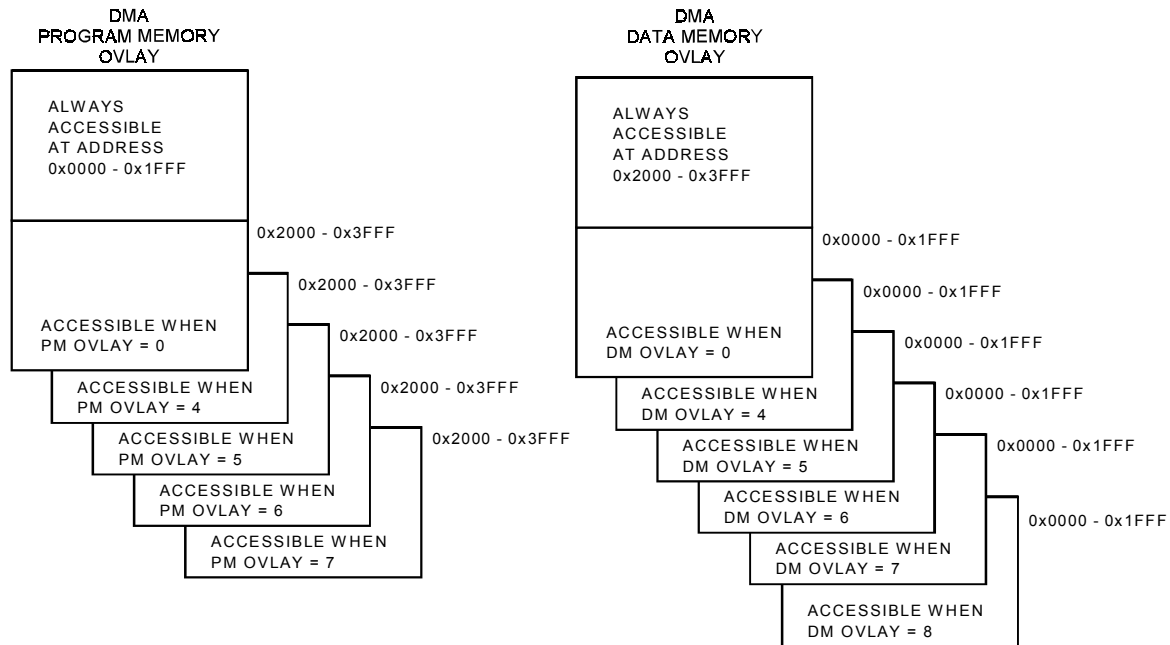 DMA
PROGRAM MEMORY
OVLAY
ALWAYS
ACCESSIBLE
AT ADDRESS
0x0000 - 0x1FFF
0x2000 - 0x3FFF
0x2000 - 0x3FFF
0x2000 - 0x3FFF
0x2000 - 0x3FFF
0x2000 - 0x3FFF
ACCESSIBLE WHEN
PM OVLAY = 0
ACCESSIBLE WHEN
PM OVLAY = 4
ACCESSIBLE WHEN
PM OVLAY = 5
ACCESSIBLE WHEN
PM OVLAY = 6
ACCESSIBLE WHEN
PM OVLAY = 7
DMA
DATA MEMORY
OVLAY
ALWAYS
ACCESSIBLE
AT ADDRESS
0x2000 - 0x3FFF
0x0000 - 0x1FFF
0x0000 - 0x1FFF
0x0000 - 0x1FFF
0x0000 - 0x1FFF
0x0000 - 0x1FFF
0x0000 - 0x1FFF
ACCESSIBLE WHEN
DM OVLAY = 0
ACCESSIBLE WHEN
DM OVLAY = 4
ACCESSIBLE WHEN
DM OVLAY = 5
ACCESSIBLE WHEN
DM OVLAY = 6
ACCESSIBLE WHEN
DM OVLAY = 7
ACCESSIBLE WHEN
DM OVLAY = 8